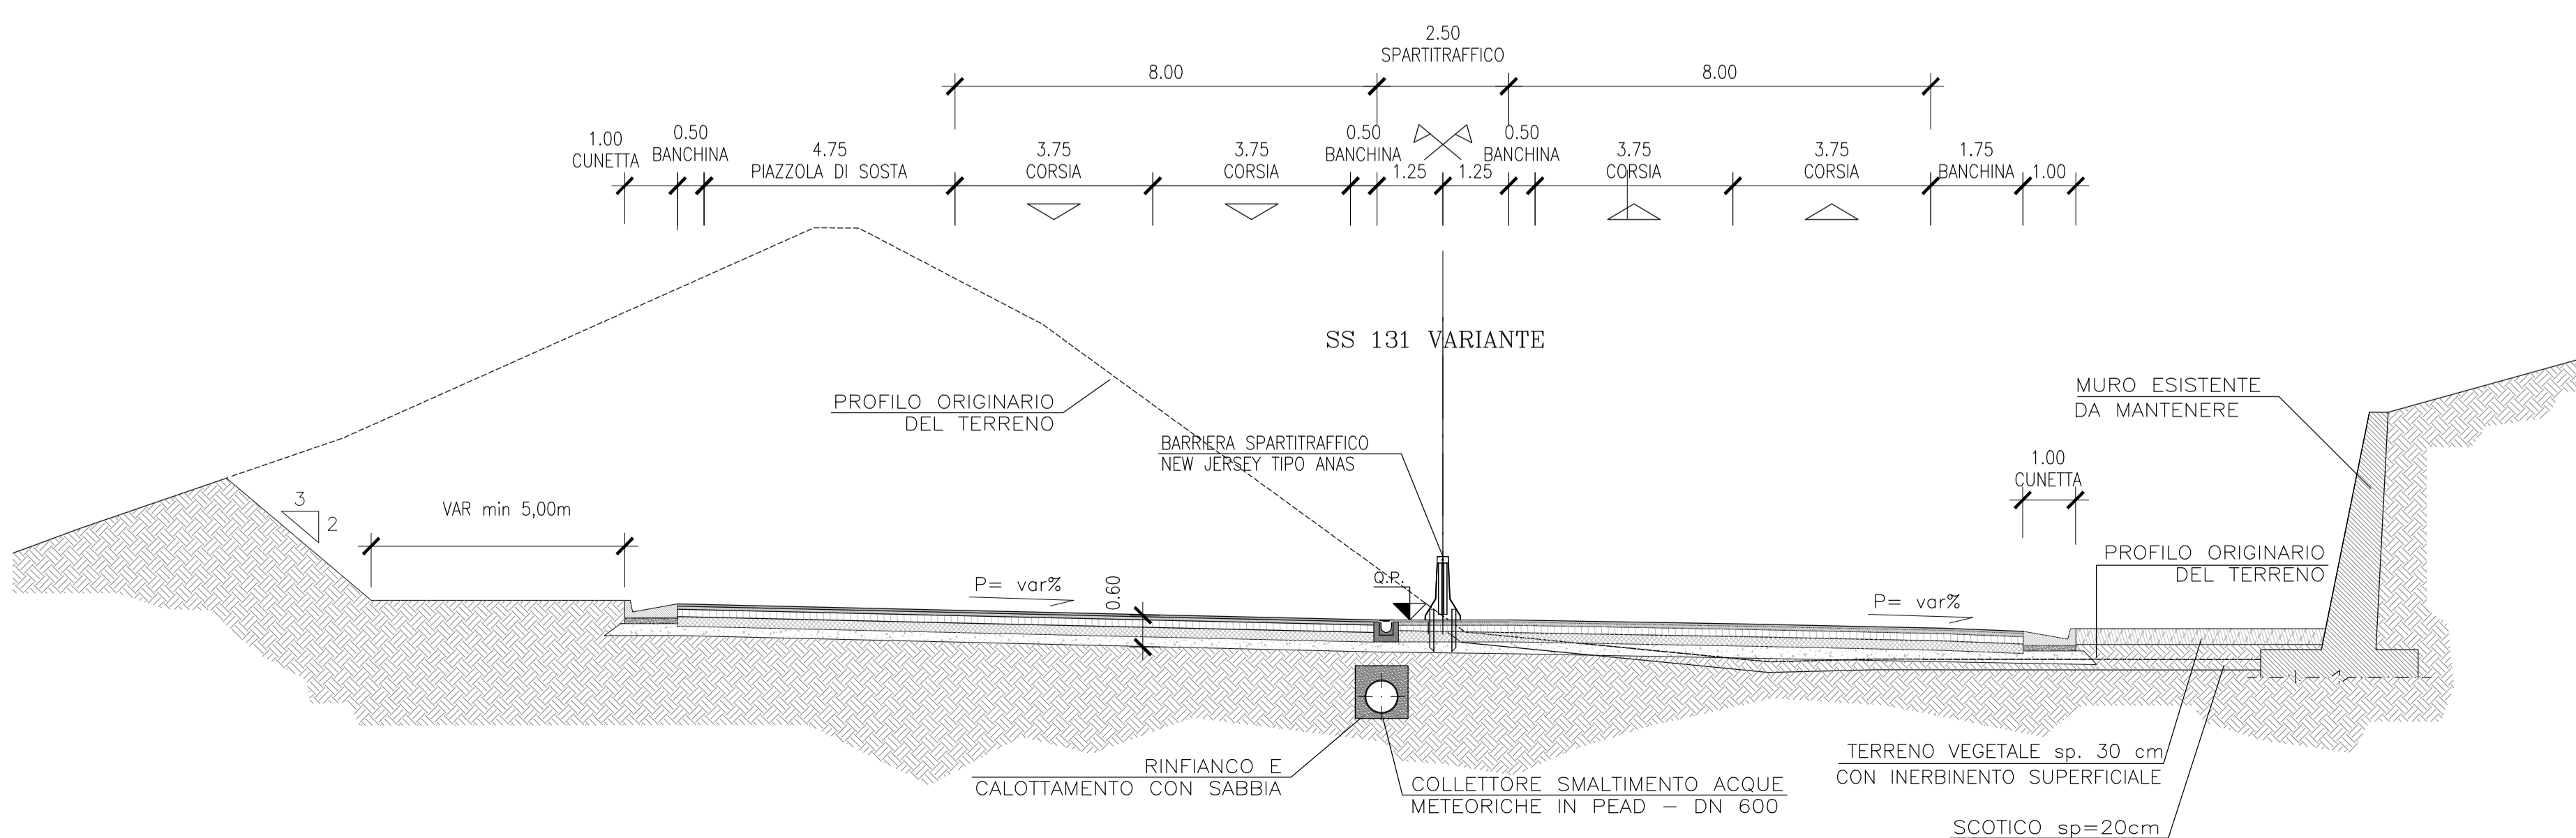 2.50
SPARTITRAFFICO
8.00
8.00
1.00
CUNETTA
0.50
BANCHINA
4.75
PIAZZOLA DI SOSTA
3.75
CORSIA
3.75
CORSIA
0.50
BANCHINA
1.25
1.25
0.50
BANCHINA
3.75
CORSIA
3.75
CORSIA
1.75
BANCHINA
1.00
SS 131 VARIANTE
PROFILO ORIGINARIO
DEL TERRENO
BARRIERA SPARTITRAFFICO
NEW JERSEY TIPO ANAS
MURO ESISTENTE
DA MANTENERE
1.00
CUNETTA
3
2
VAR min 5,00m
PROFILO ORIGINARIO
DEL TERRENO
P= var%
0.60
Q.P.
P= var%
RINFIANCO E
CALOTTAMENTO CON SABBIA
COLLETTORE SMALTIMENTO ACQUE
METEORICHE IN PEAD – DN 600
TERRENO VEGETALE sp. 30 cm
CON INERBINENTO SUPERFICIALE
SCOTICO sp=20cm